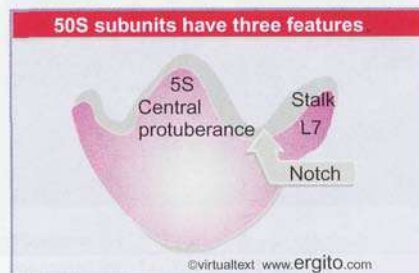 50S subunits have three features
5S
Central
protuberance
Stalk
L7
Notch
©virtualtext www.ergito.com